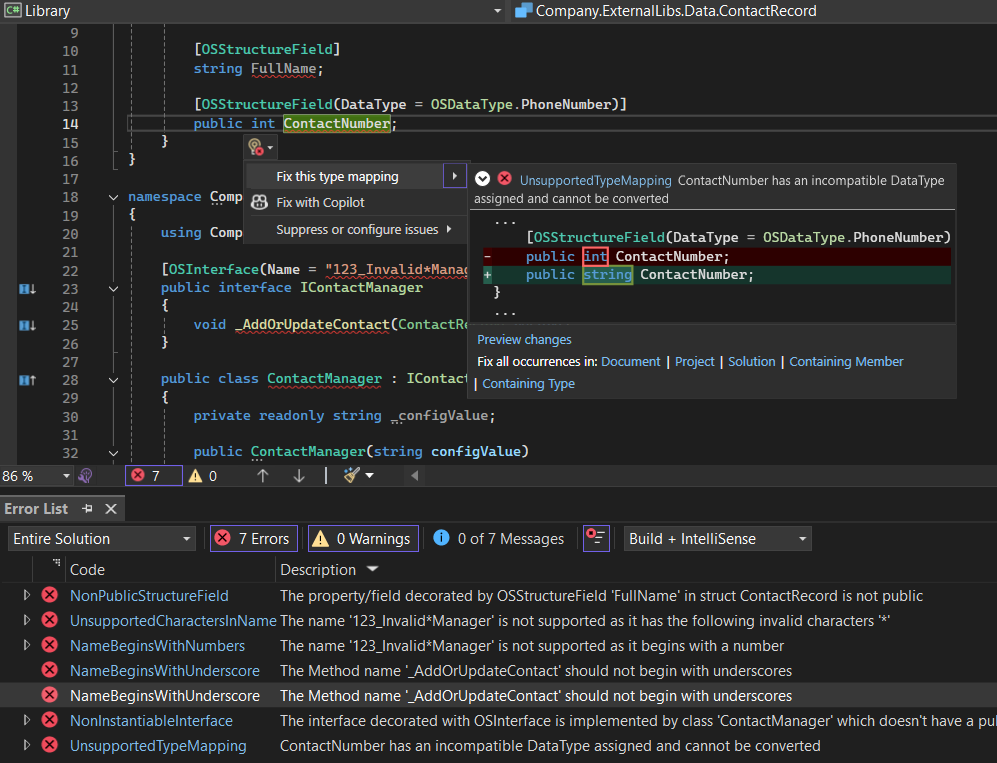 C# Library
Company.ExternalLibs.Data.ContactRecord
9
10 [OSStructureField]
11 string FullName;
12
13 [OSStructureField(DataType = OSDataType.PhoneNumber)]
14 public int ContactNumber;
15 }
16 }
17
18 namespace Comp
19 {
20 using Comp
21
22 [OSInterface(Name = "123_Invalid*Mana
23 public interface IContactManager
24 {
25 void _AddOrUpdateContact(ContactRe
26 }
27
28 public class ContactManager : IContact
29 {
30 private readonly string _configValue;
31
32 public ContactManager(string configValue)
Fix this type mapping
Fix with Copilot
Suppress or configure issues
UnsupportedTypeMapping ContactNumber has an incompatible DataType
assigned and cannot be converted
...
[OSStructureField(DataType = OSDataType.PhoneNumber)
- public int ContactNumber;
+ public string ContactNumber;
}
...
Preview changes
Fix all occurrences in: Document | Project | Solution | Containing Member
| Containing Type
86 % 7 0
Error List
Entire Solution 7 Errors 0 Warnings 0 of 7 Messages Build + IntelliSense
Code Description
NonPublicStructureField The property/field decorated by OSStructureField 'FullName' in struct ContactRecord is not public
UnsupportedCharactersInName The name '123_Invalid*Manager' is not supported as it has the following invalid characters '*'
NameBeginsWithNumbers The name '123_Invalid*Manager' is not supported as it begins with a number
NameBeginsWithUnderscore The Method name '_AddOrUpdateContact' should not begin with underscores
NameBeginsWithUnderscore The Method name '_AddOrUpdateContact' should not begin with underscores
NonInstantiableInterface The interface decorated with OSInterface is implemented by class 'ContactManager' which doesn't have a pul
UnsupportedTypeMapping ContactNumber has an incompatible DataType assigned and cannot be converted